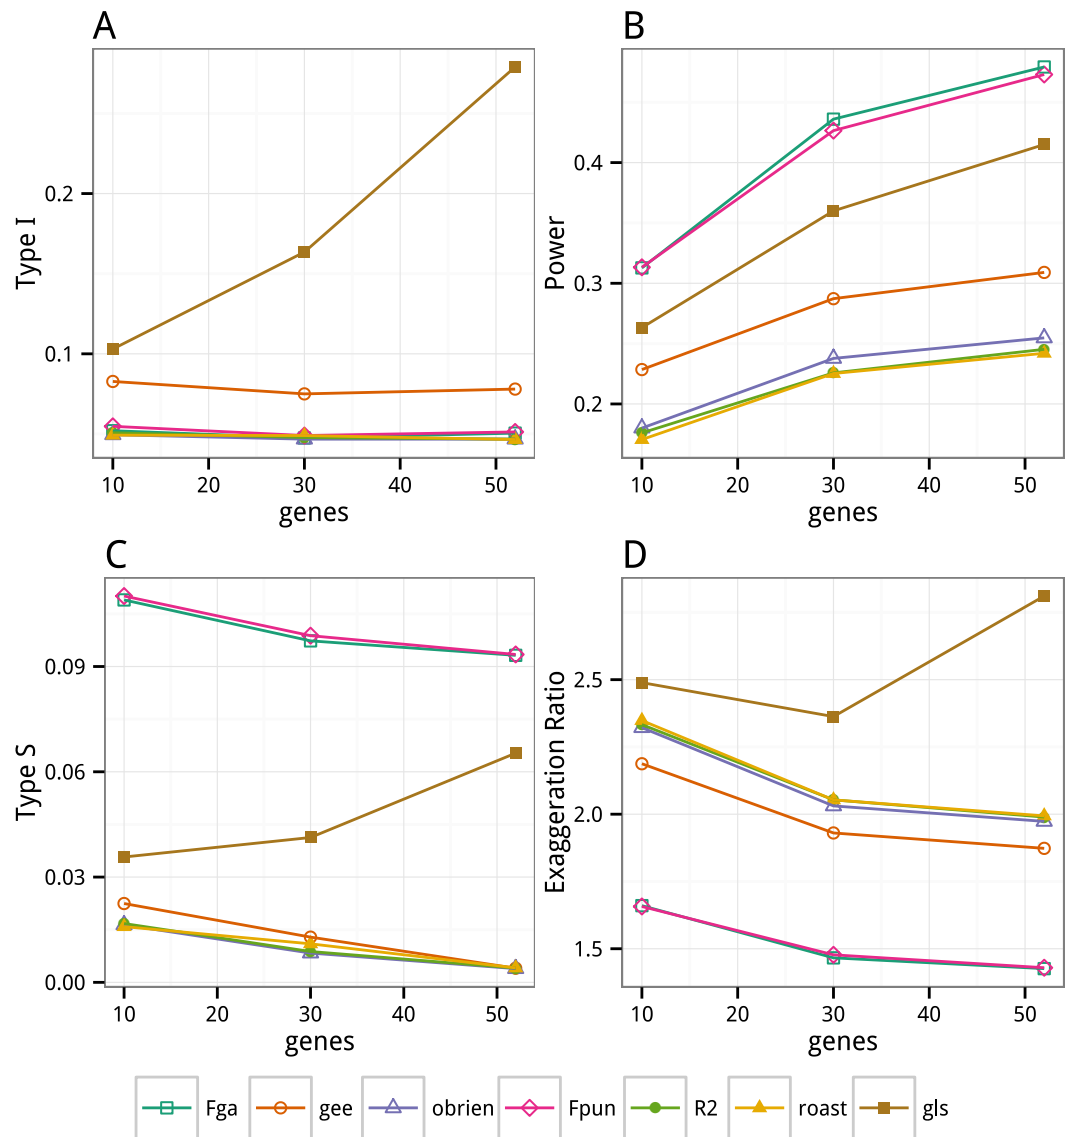 A
Type I
0.2
0.1
10 20 30 40 50
genes
B
Power
0.4
0.3
0.2
10 20 30 40 50
genes
C
Type S
0.09
0.06
0.03
0.00
10 20 30 40 50
genes
D
Exaggeration Ratio
2.5
2.0
1.5
10 20 30 40 50
genes
Fga gee obrien Fpun R2 roast gls